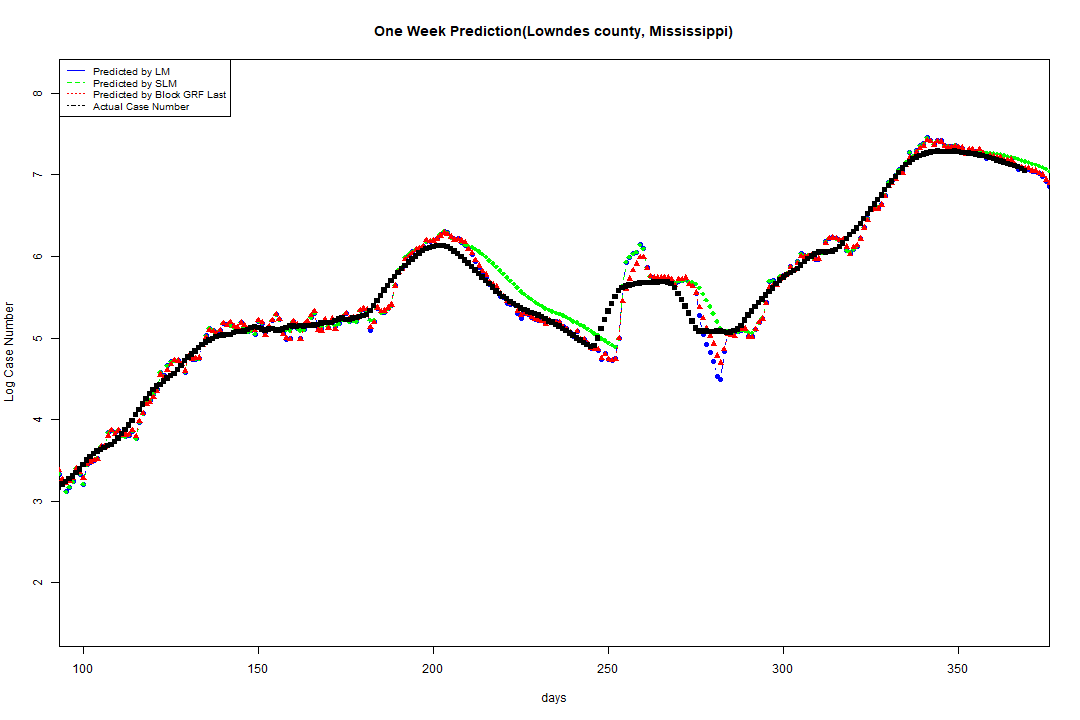 One Week Prediction(Lowndes county, Mississippi)
Predicted by LM
Predicted by SLM
Predicted by Block GRF Last
Actual Case Number
8
7
6
5
4
3
2
Log Case Number
100 150 200 250 300 350
days